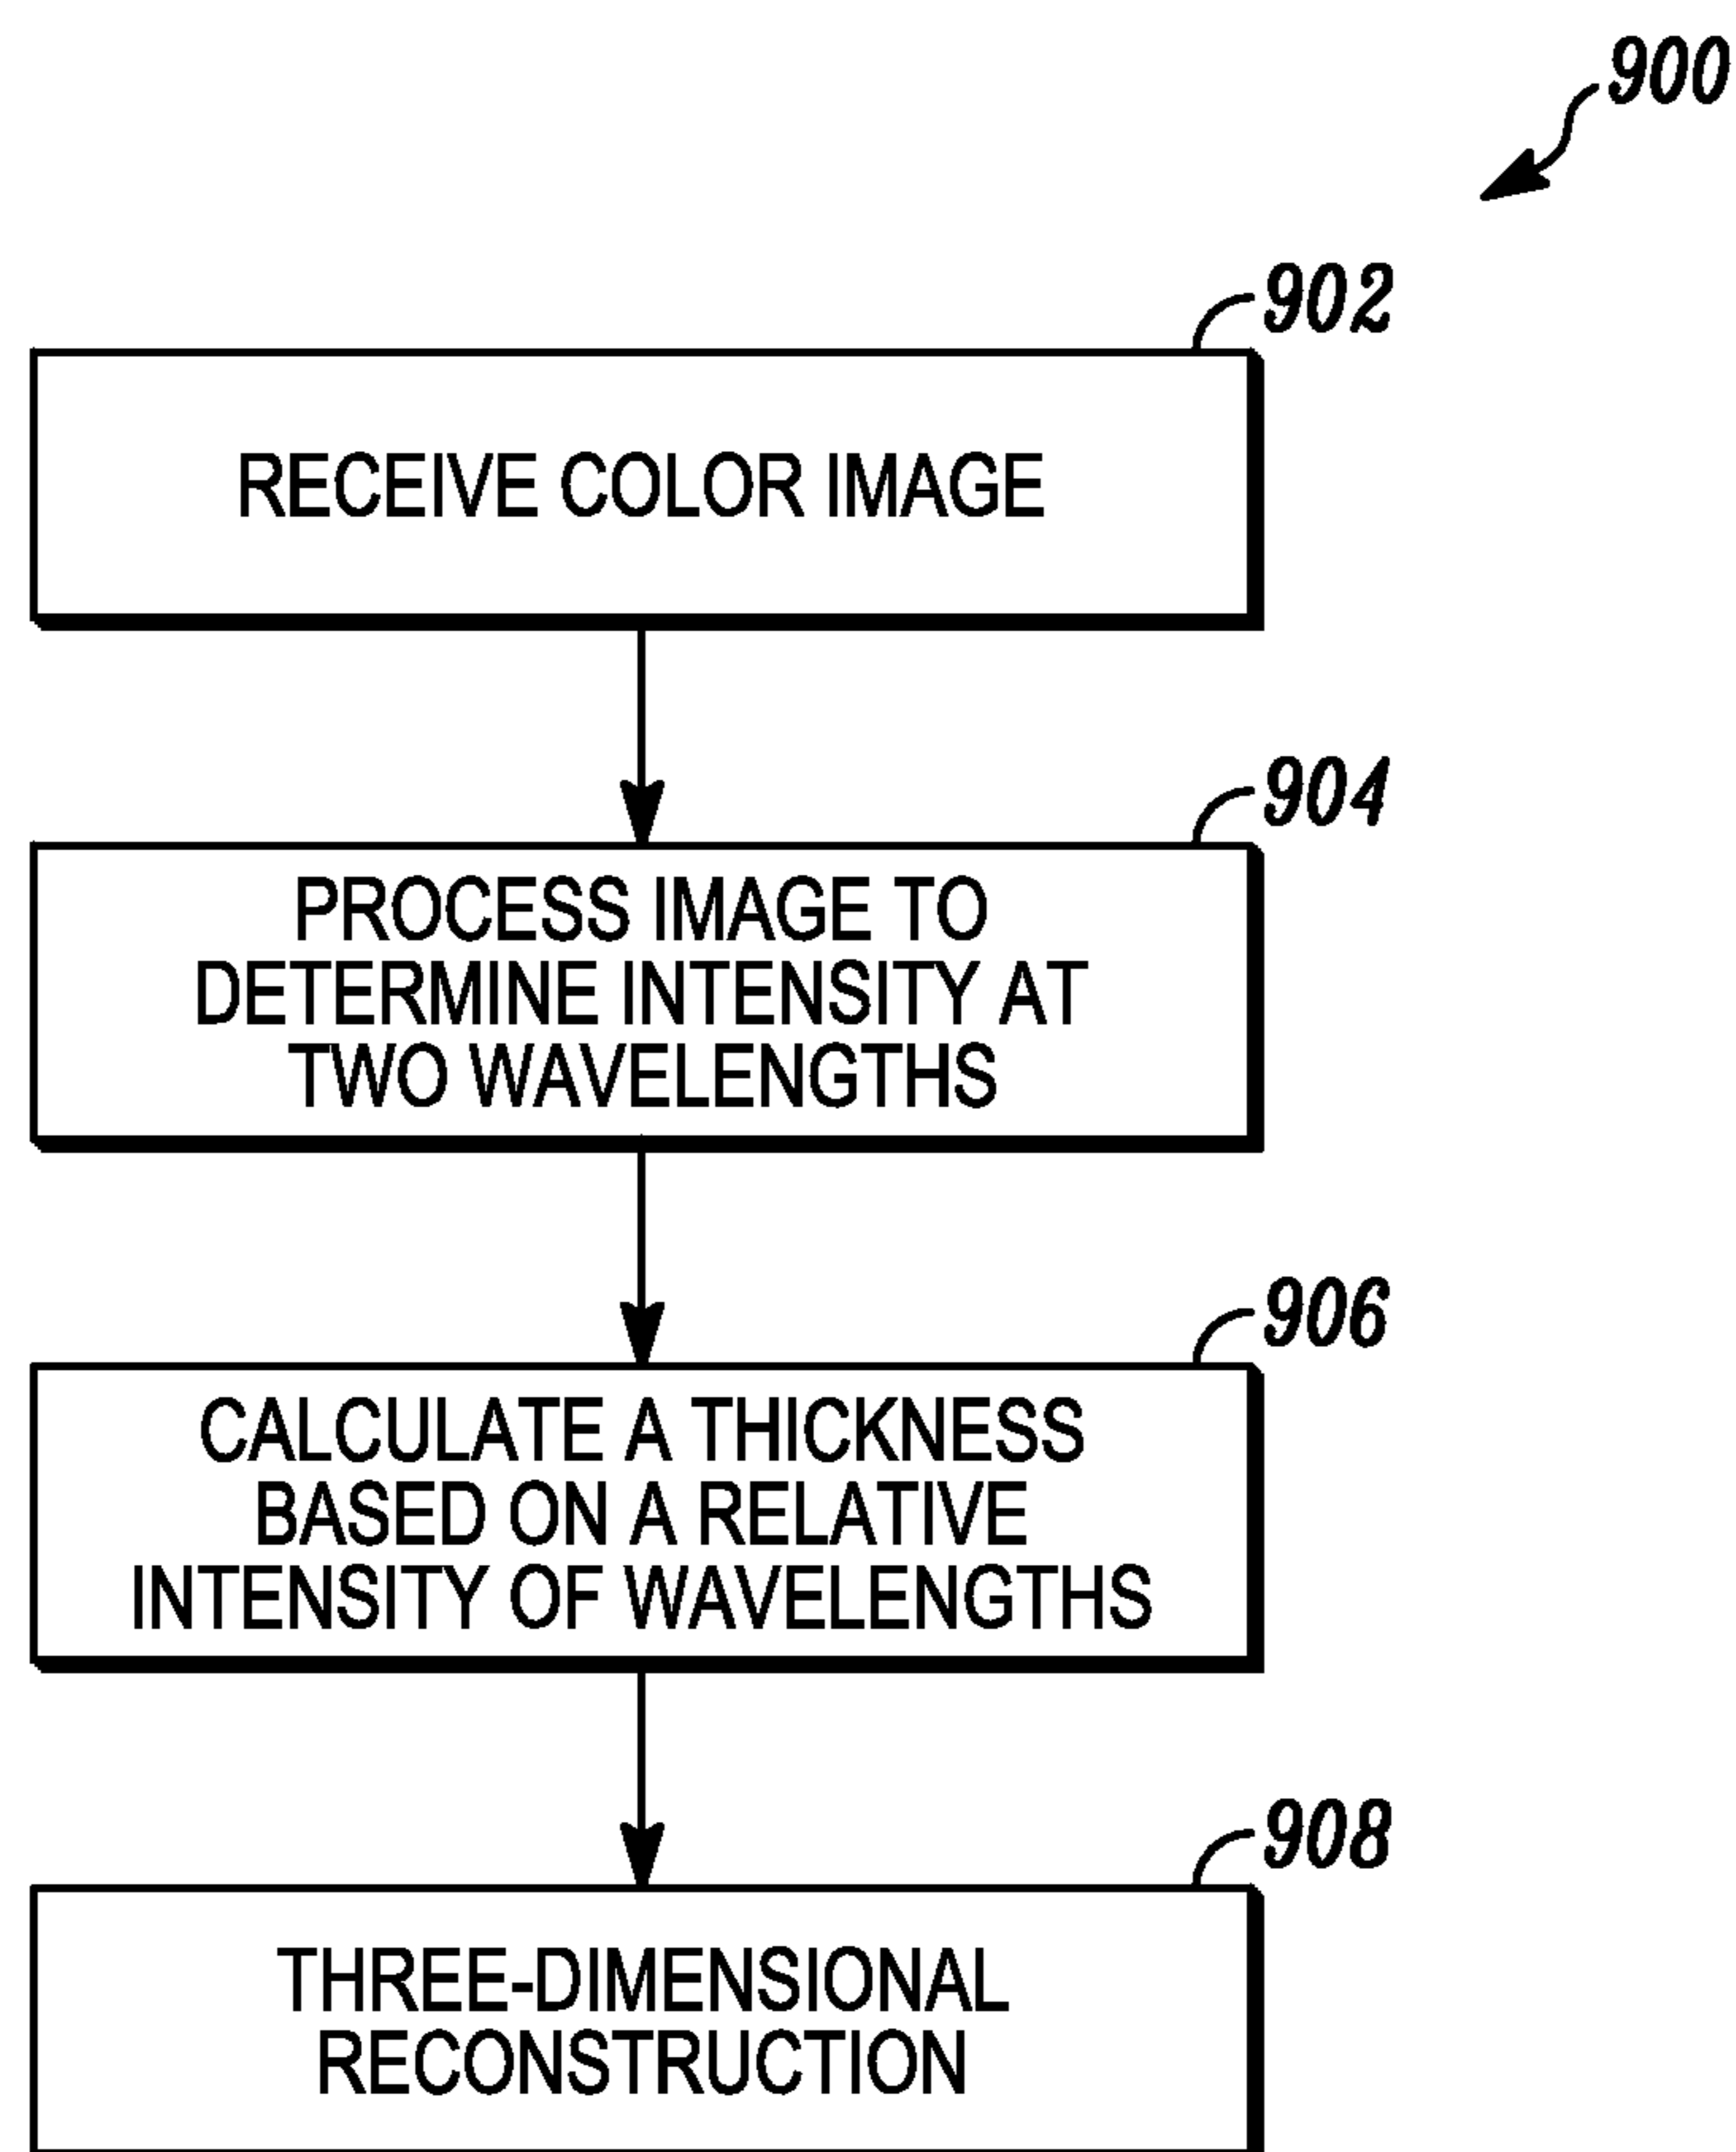 900
902
RECEIVE COLOR IMAGE
904
PROCESS IMAGE TO
DETERMINE INTENSITY AT
TWO WAVELENGTHS
906
CALCULATE A THICKNESS
BASED ON A RELATIVE
INTENSITY OF WAVELENGTHS
908
THREE-DIMENSIONAL
RECONSTRUCTION